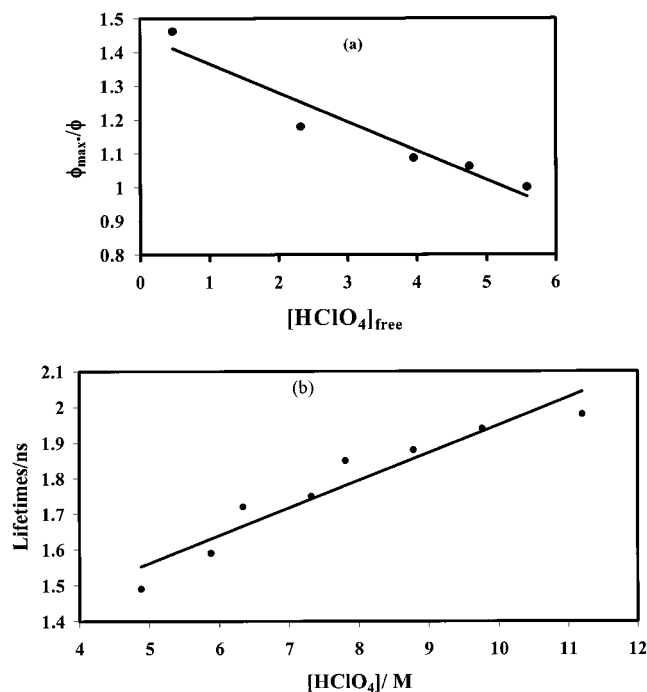 (a)
ϕmax•/ϕ
1.5
1.4
1.3
1.2
1.1
1
0.9
0.8
0 1 2 3 4 5 6
[HClO4]free
(b)
Lifetimes/ns
2.1
2
1.9
1.8
1.7
1.6
1.5
1.4
4 5 6 7 8 9 10 11 12
[HClO4]/ M